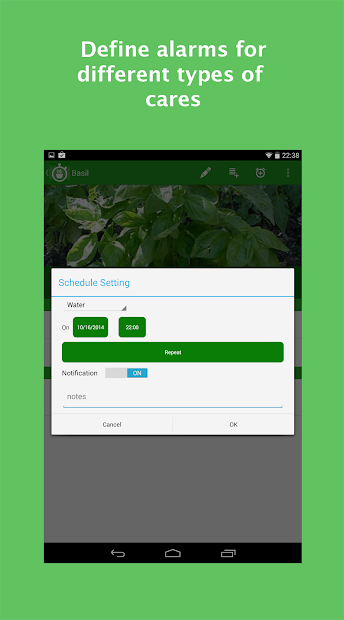 Define alarms for
different types of
cares
22:38
Basil
Schedule Setting
Water
On 10/16/2014 22:00
Repeat
Notification ON
notes
Cancel OK